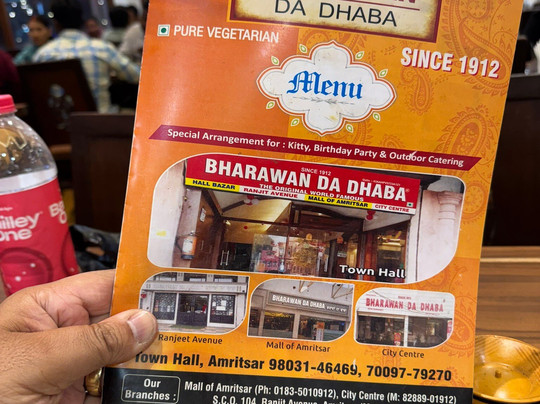 DA DHABA
PURE VEGETARIAN
SINCE 1912
Menu
Special Arrangement for : Kitty, Birthday Party & Outdoor Catering
SINCE 1912
BHARAWAN DA DHABA
THE ORIGINAL WORLD FAMOUS
HALL BAZAR RANJIT AVENUE MALL OF AMRITSAR CITY CENTRE
Town Hall
BHARAWAN DA DHABA
BHARAWAN DA DHABA
Ranjeet Avenue
Mall of Amritsar
City Centre
Town Hall, Amritsar 98031-46469, 70097-79270
Our Branches :
Mall of Amritsar (Ph: 0183-5010912), City Centre (M: 82889-01912)
S.C.O. 104, Ranjit Avenue,